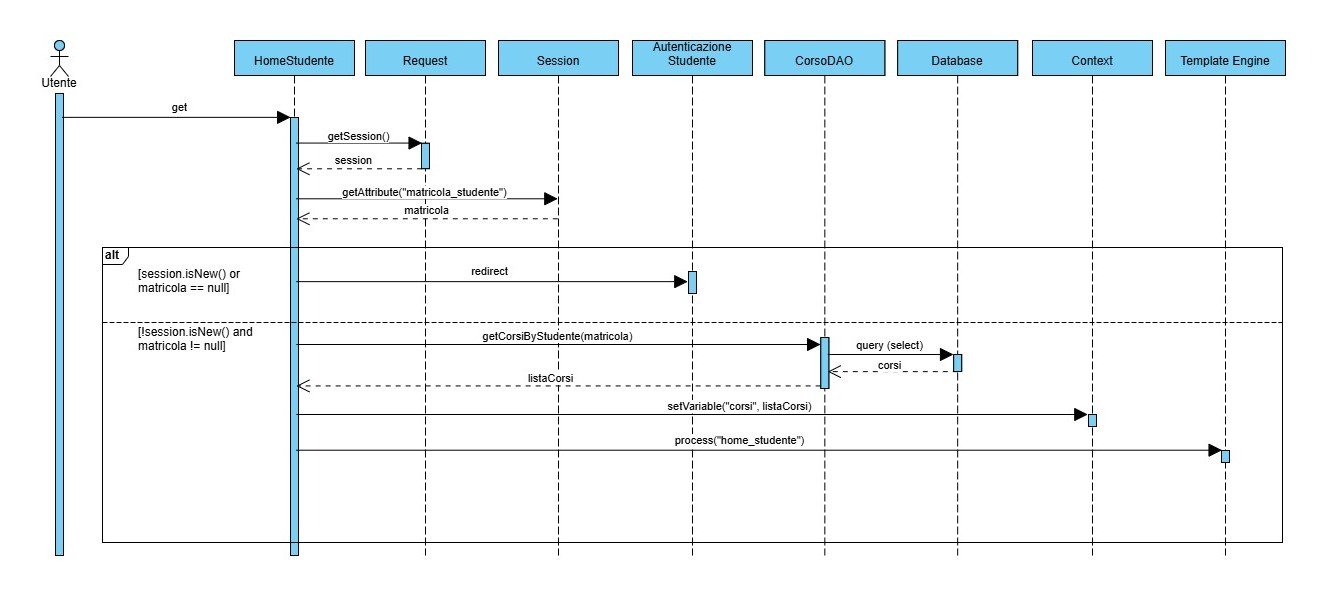 Utente
HomeStudente
Request
Session
Autenticazione
Studente
CorsoDAO
Database
Context
Template Engine
get
getSession()
session
getAttribute("matricola_studente")
matricola
alt
[session.isNew() or
matricola == null]
redirect
[!session.isNew() and
matricola != null]
getCorsiByStudente(matricola)
query (select)
corsi
listaCorsi
setVariable("corsi", listaCorsi)
process("home_studente")